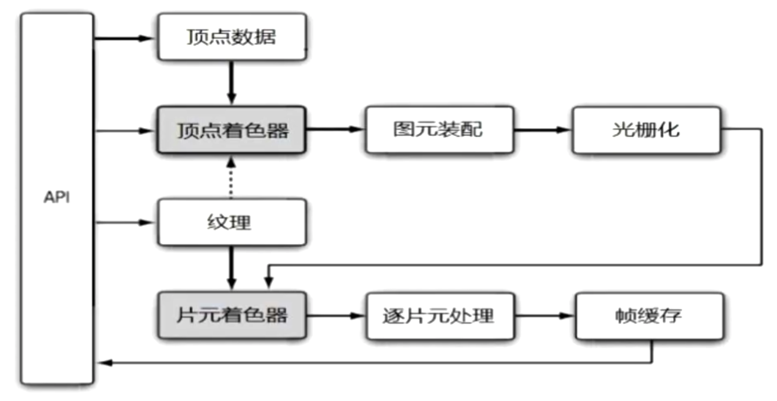 顶点数据
顶点着色器
图元装配
光栅化
API
纹理
片元着色器
逐片元处理
帧缓存